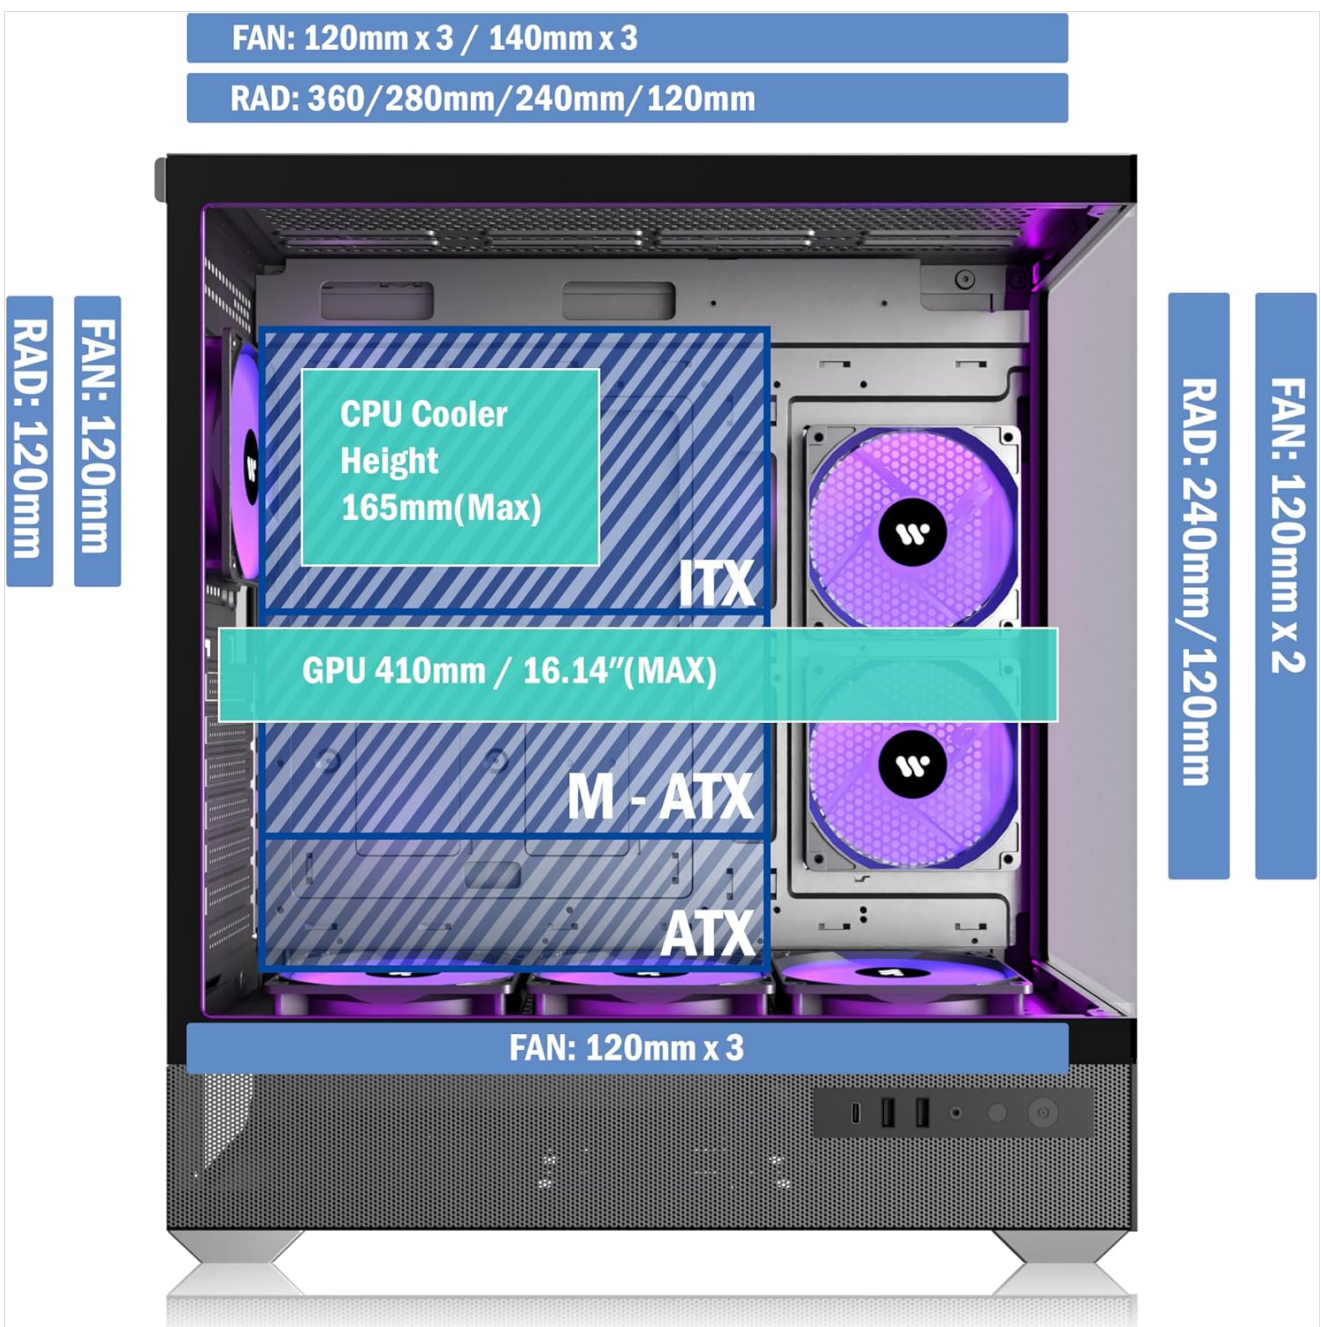 FAN: 120mm x 3 / 140mm x 3
RAD: 360/280mm/240mm/120mm
RAD: 120mm
FAN: 120mm
CPU Cooler
Height
165mm(Max)
ITX
GPU 410mm / 16.14"(MAX)
M - ATX
ATX
RAD: 240mm/120mm
FAN: 120mm x 2
FAN: 120mm x 3